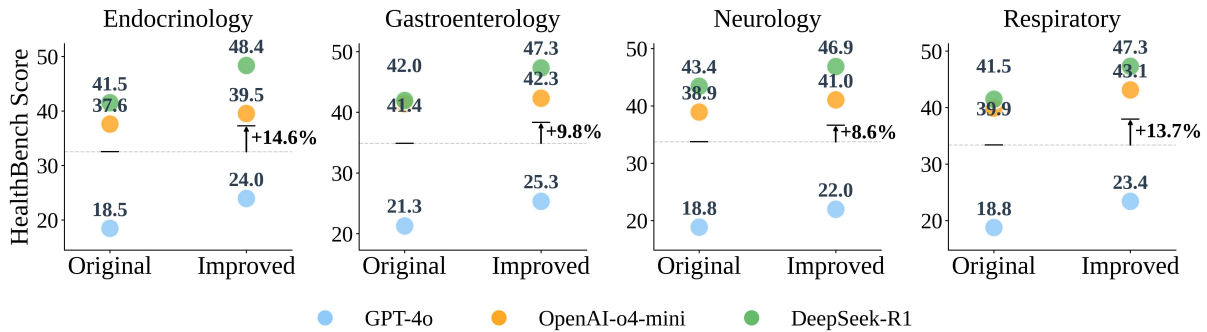 Endocrinology
Gastroenterology
Neurology
Respiratory
HealthBench Score
50
40
30
20
41.5
37.6
18.5
48.4
39.5
+14.6%
24.0
Original
Improved
50
40
30
20
42.0
41.4
21.3
47.3
42.3
+9.8%
25.3
Original
Improved
50
40
30
20
43.4
38.9
18.8
46.9
41.0
+8.6%
22.0
Original
Improved
50
40
30
20
41.5
39.9
18.8
47.3
43.1
+13.7%
23.4
Original
Improved
GPT-4o
OpenAI-o4-mini
DeepSeek-R1